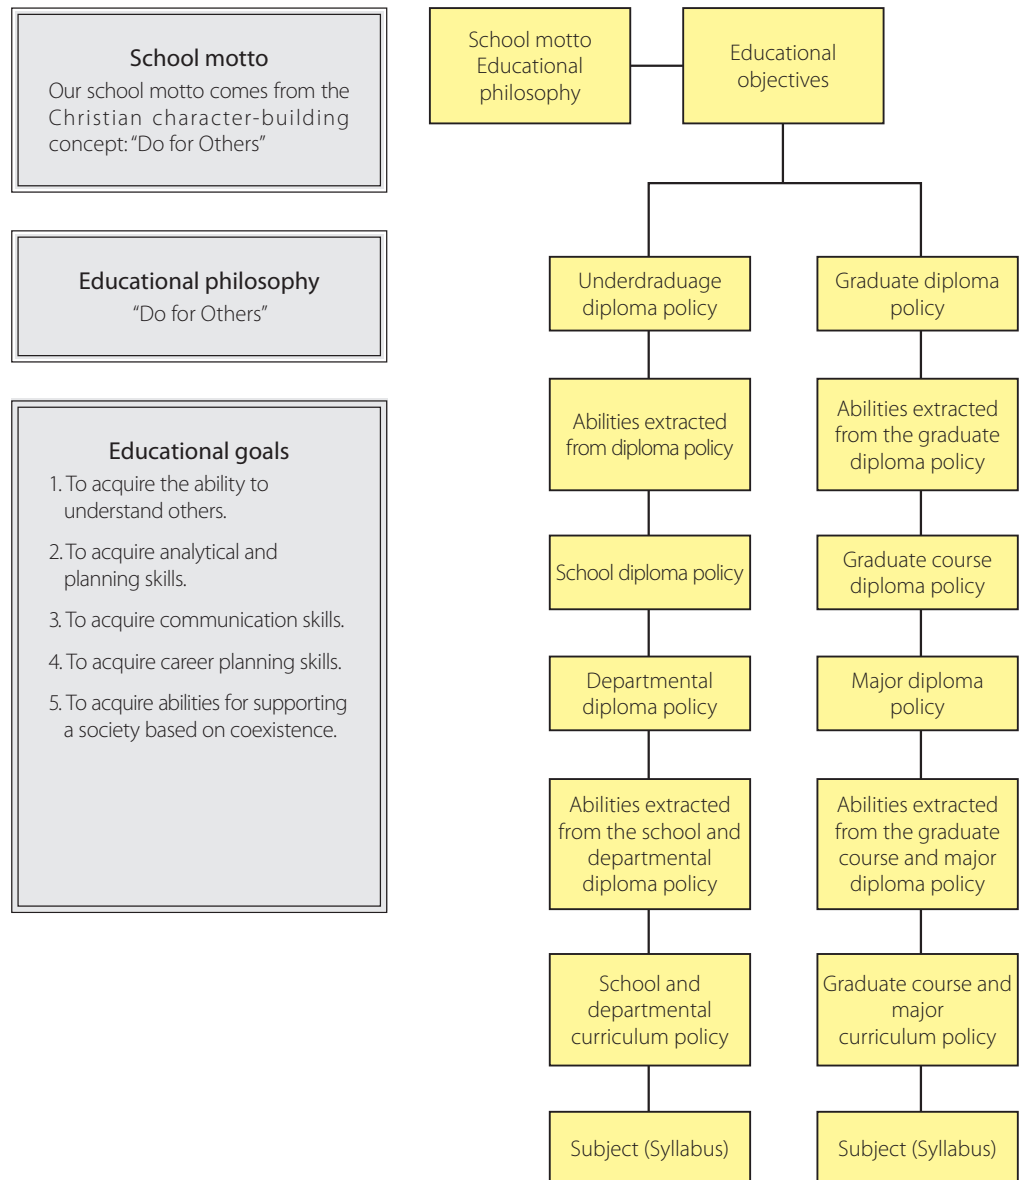 School motto
Our school motto comes from the
Christian character-building
concept: “Do for Others”
Educational philosophy
“Do for Others”
Educational goals
1. To acquire the ability to
understand others.
2. To acquire analytical and
planning skills.
3. To acquire communication skills.
4. To acquire career planning skills.
5. To acquire abilities for supporting
a society based on coexistence.
School motto
Educational
philosophy
Educational
objectives
Underdraduage
diploma policy
Abilities extracted
from diploma policy
School diploma policy
Departmental
diploma policy
Abilities extracted
from the school and
departmental
diploma policy
School and
departmental
curriculum policy
Subject (Syllabus)
Graduate diploma
policy
Abilities extracted
from the graduate
diploma policy
Graduate course
diploma policy
Major diploma
policy
Abilities extracted
from the graduate
course and major
diploma policy
Graduate course and
major
curriculum policy
Subject (Syllabus)